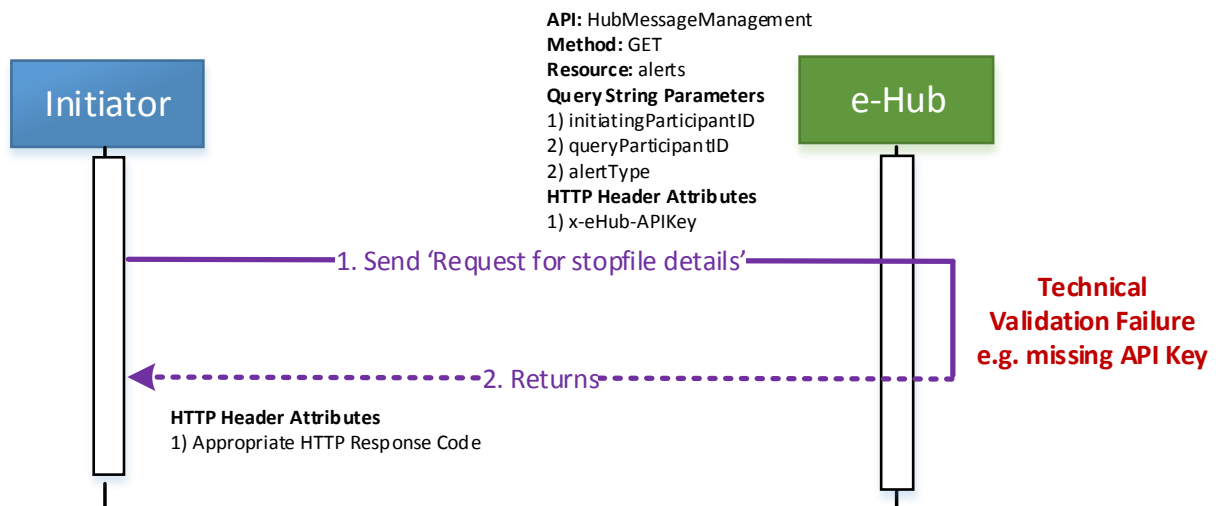 API: HubMessageManagement
Method: GET
Resource: alerts
Query String Parameters
1) initiatingParticipantID
2) queryParticipantID
2) alertType
HTTP Header Attributes
1) x-eHub-APIKey
Initiator
e-Hub
1. Send ‘Request for stopfile details’
Technical
Validation Failure
e.g. missing API Key
2. Returns
HTTP Header Attributes
1) Appropriate HTTP Response Code